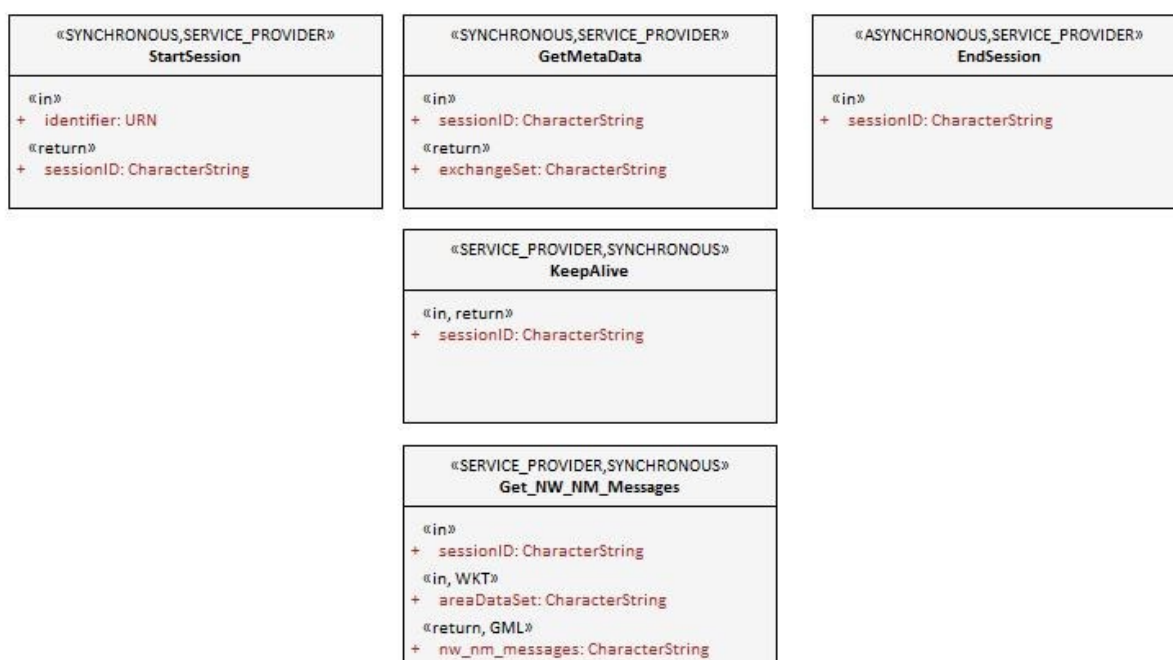 «SYNCHRONOUS,SERVICE_PROVIDER»
StartSession
«in»
+ identifier: URN
«return»
+ sessionID: CharacterString
«SYNCHRONOUS,SERVICE_PROVIDER»
GetMetaData
«in»
+ sessionID: CharacterString
«return»
+ exchangeSet: CharacterString
«ASYNCHRONOUS,SERVICE_PROVIDER»
EndSession
«in»
+ sessionID: CharacterString
«SERVICE_PROVIDER,SYNCHRONOUS»
KeepAlive
«in, return»
+ sessionID: CharacterString
«SERVICE_PROVIDER,SYNCHRONOUS»
Get_NW_NM_Messages
«in»
+ sessionID: CharacterString
«in, WKT»
+ areaDataSet: CharacterString
«return, GML»
+ nw_nm_messages: CharacterString